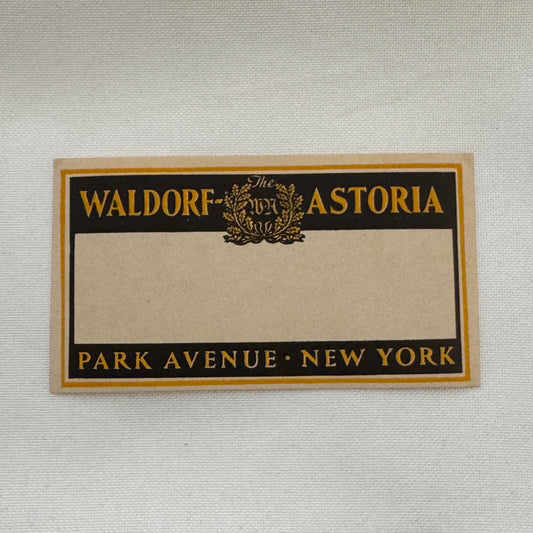 The
WALDORF-ASTORIA
PARK AVENUE · NEW YORK